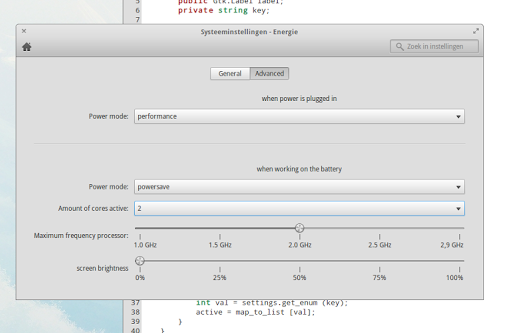 5 public Gtk.Label label;
6 private string key;
7
Systeeminstellingen - Energie
Zoek in instellingen
General Advanced
when power is plugged in
Power mode: performance
when working on the battery
Power mode: powersave
Amount of cores active: 2
Maximum frequency processor:
1.0 GHz 1.5 GHz 2.0 GHz 2.5 GHz 2,9 GHz
screen brightness
0% 25% 50% 75% 100%
37 int val = settings.get_enum (key);
38 active = map_to_list [val];
39 }
40 }